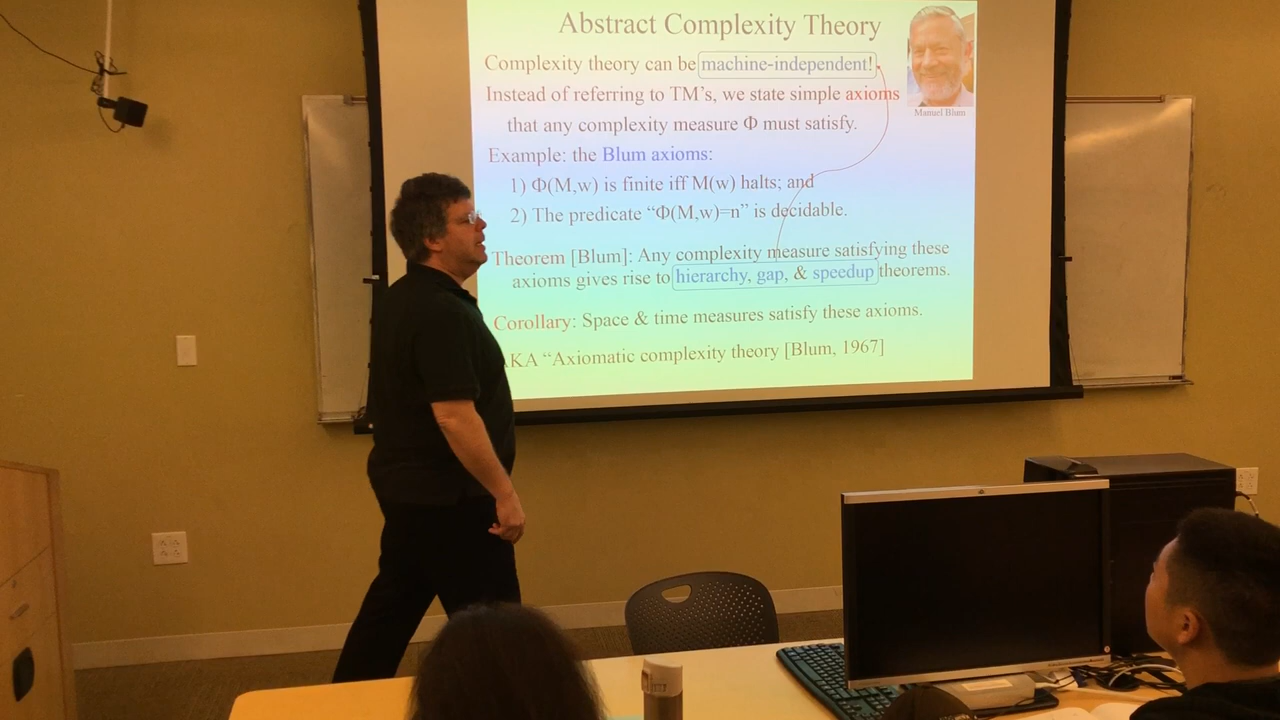 Abstract Complexity Theory
Complexity theory can be machine-independent!
Instead of referring to TM's, we state simple axioms
that any complexity measure Φ must satisfy.
Manuel Blum
Example: the Blum axioms:
1) Φ(M,w) is finite iff M(w) halts; and
2) The predicate “Φ(M,w)=n” is decidable.
Theorem [Blum]: Any complexity measure satisfying these
axioms gives rise to hierarchy, gap, & speedup theorems.
Corollary: Space & time measures satisfy these axioms.
AKA “Axiomatic complexity theory [Blum, 1967]